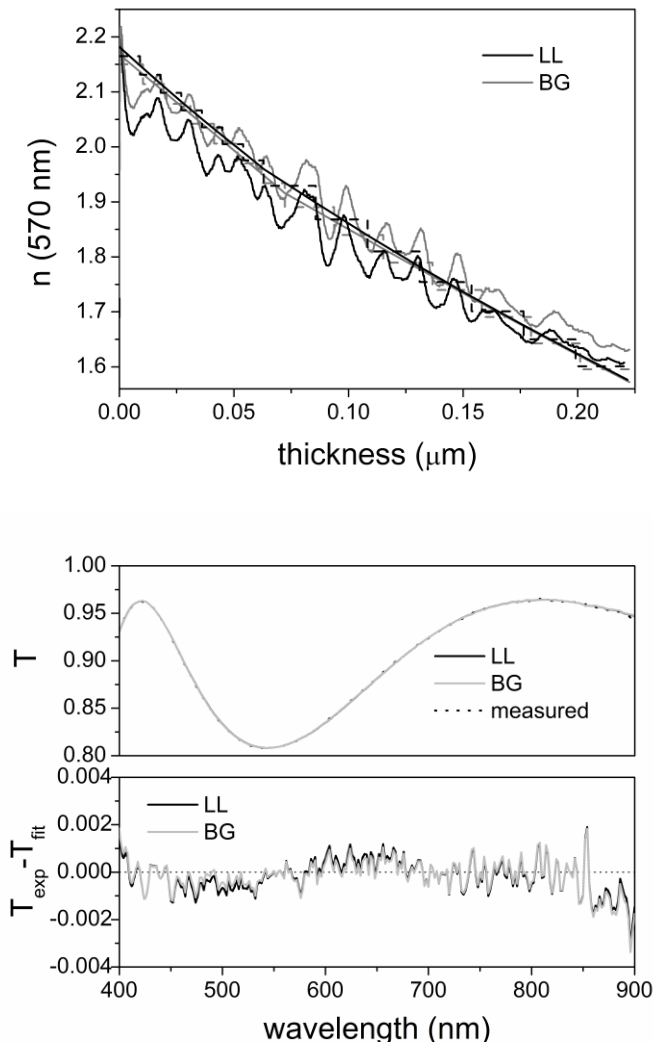 2.2
2.1
2.0
1.9
1.8
1.7
1.6
n (570 nm)
LL
BG
0.00 0.05 0.10 0.15 0.20
thickness (μm)
1.00
0.95
0.90
0.85
0.80
T
LL
BG
measured
0.004
0.002
0.000
-0.002
-0.004
T_exp-T_fit
LL
BG
400 500 600 700 800 900
wavelength (nm)